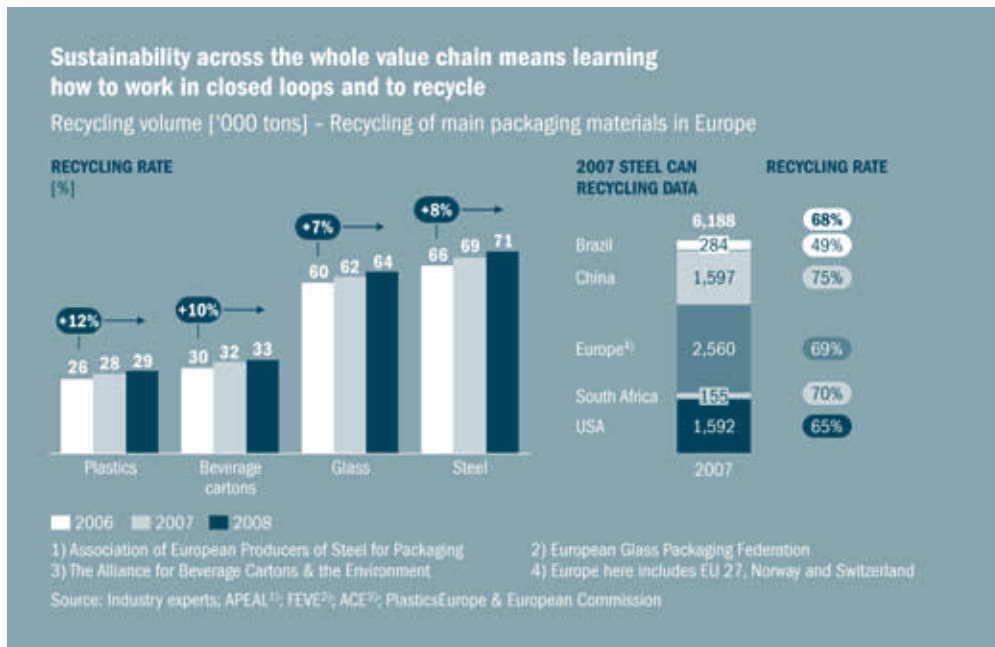 Sustainability across the whole value chain means learning
how to work in closed loops and to recycle
Recycling volume ['000 tons] – Recycling of main packaging materials in Europe
RECYCLING RATE
[%]
+12%
26 28 29
Plastics
+10%
30 32 33
Beverage
cartons
+7%
60 62 64
Glass
+8%
66 69 71
Steel
2006 2007 2008
2007 STEEL CAN
RECYCLING DATA
RECYCLING RATE
6,188 68%
Brazil 284 49%
China 1,597 75%
Europe4) 2,560 69%
South Africa 155 70%
USA 1,592 65%
2007
1) Association of European Producers of Steel for Packaging
2) European Glass Packaging Federation
3) The Alliance for Beverage Cartons & the Environment
4) Europe here includes EU 27, Norway and Switzerland
Source: Industry experts; APEAL1); FEVE2); ACE3); PlasticsEurope & European Commission